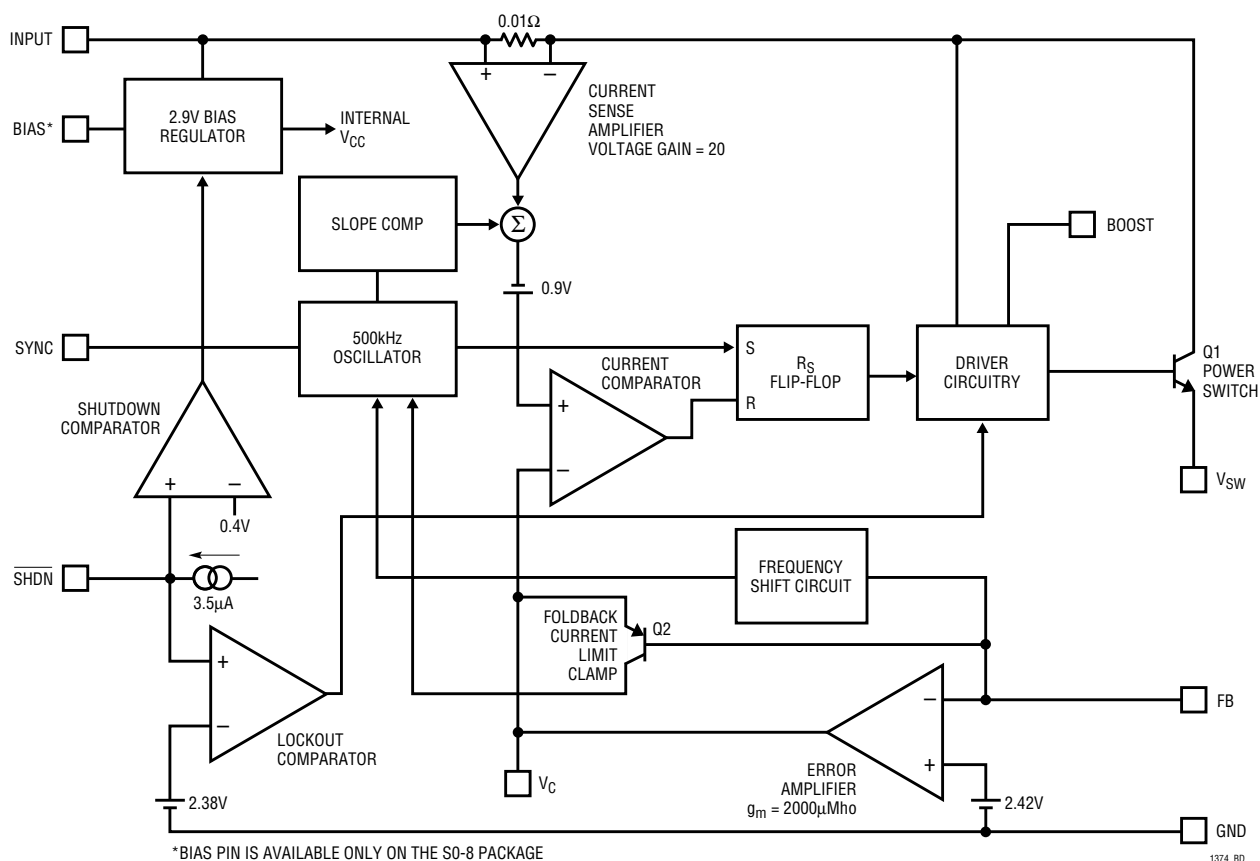 INPUT
0.01Ω
+
–
CURRENT
SENSE
AMPLIFIER
VOLTAGE GAIN = 20
2.9V BIAS
REGULATOR
BIAS*
INTERNAL
VCC
SLOPE COMP
Σ
BOOST
0.9V
SYNC
500kHz
OSCILLATOR
S
RS
FLIP-FLOP
R
DRIVER
CIRCUITRY
Q1
POWER
SWITCH
CURRENT
COMPARATOR
+
–
SHUTDOWN
COMPARATOR
+
–
0.4V
VSW
SHDN
3.5µA
FREQUENCY
SHIFT CIRCUIT
FOLDBACK
CURRENT
LIMIT
CLAMP
Q2
+
–
LOCKOUT
COMPARATOR
–
+
FB
ERROR
AMPLIFIER
gm = 2000µMho
VC
2.38V
2.42V
GND
*BIAS PIN IS AVAILABLE ONLY ON THE S0-8 PACKAGE
1374 BD